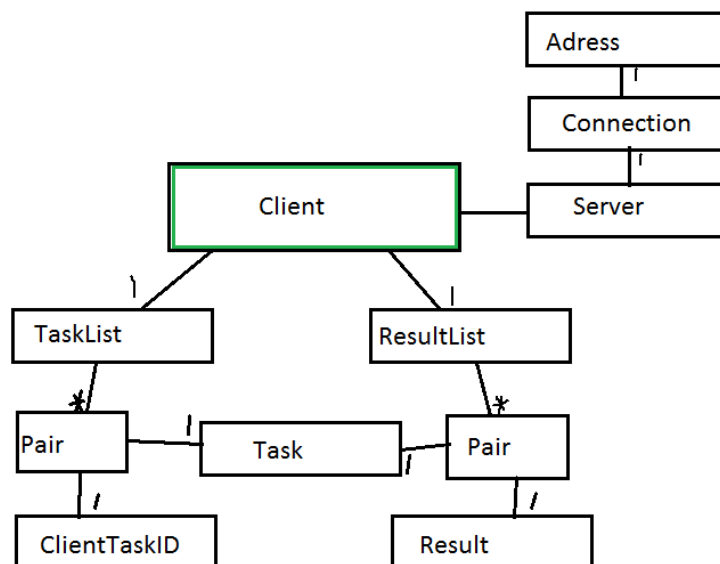 Adress
1
Connection
1
Client
Server
1
1
TaskList
ResultList
*
*
Pair
1
Task
1
Pair
1
1
ClientTaskID
Result